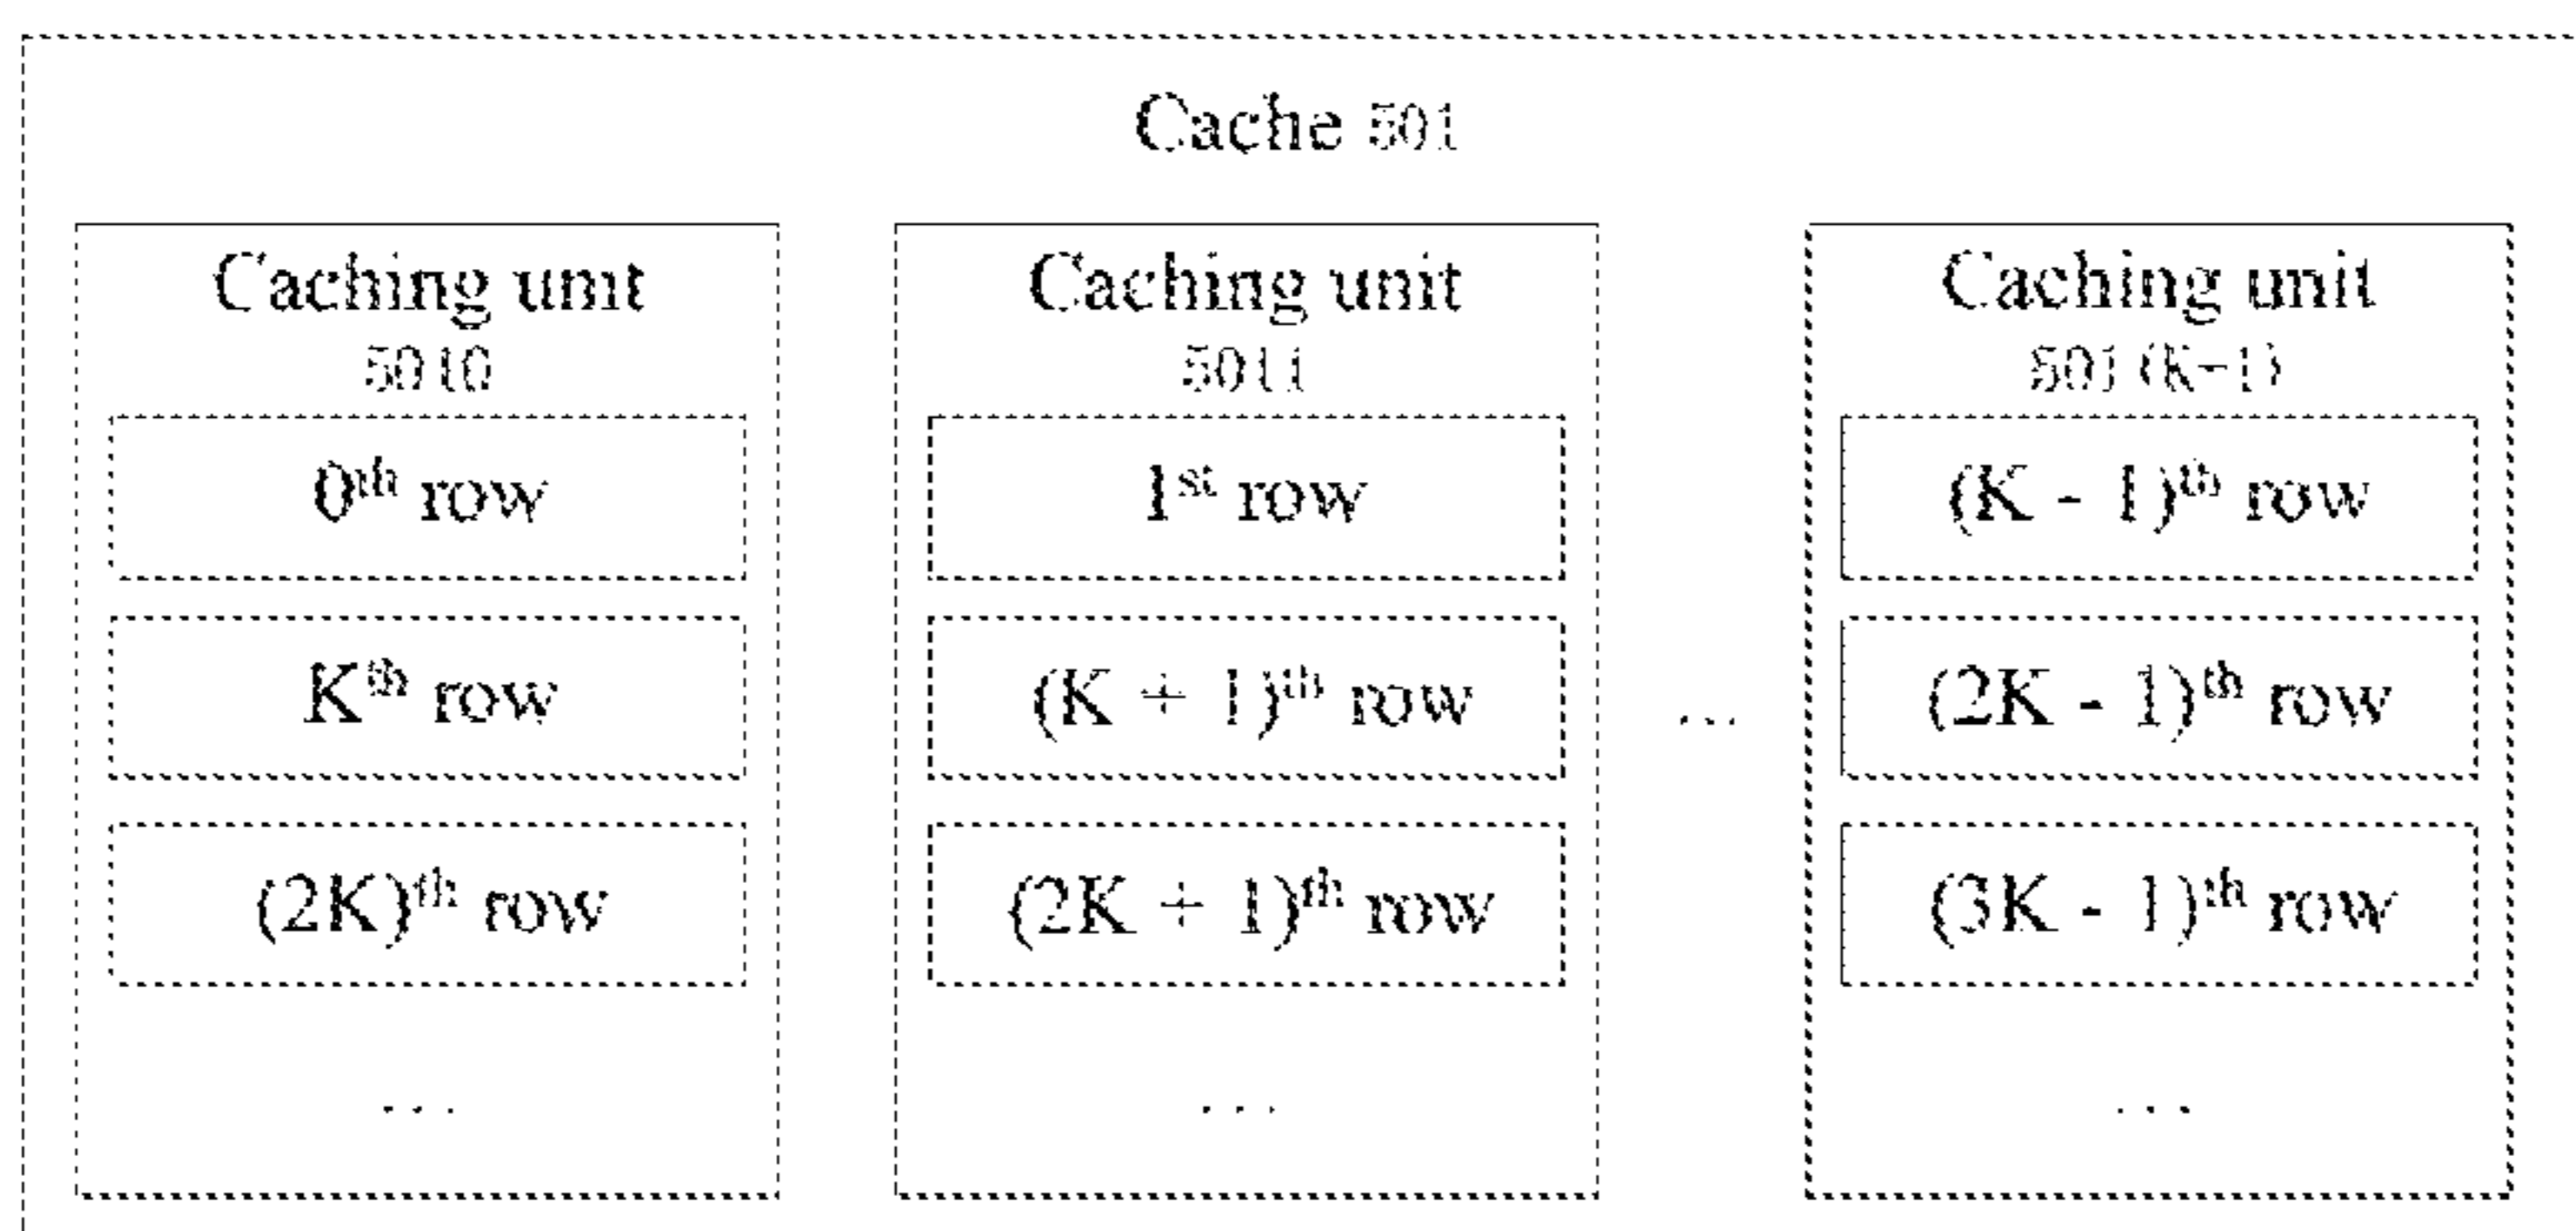 Cache 501
Caching unit
5010
0th row
Kth row
(2K)th row
...
Caching unit
5011
1st row
(K + 1)th row
(2K + 1)th row
...
...
Caching unit
501(K-1)
(K - 1)th row
(2K - 1)th row
(3K - 1)th row
...